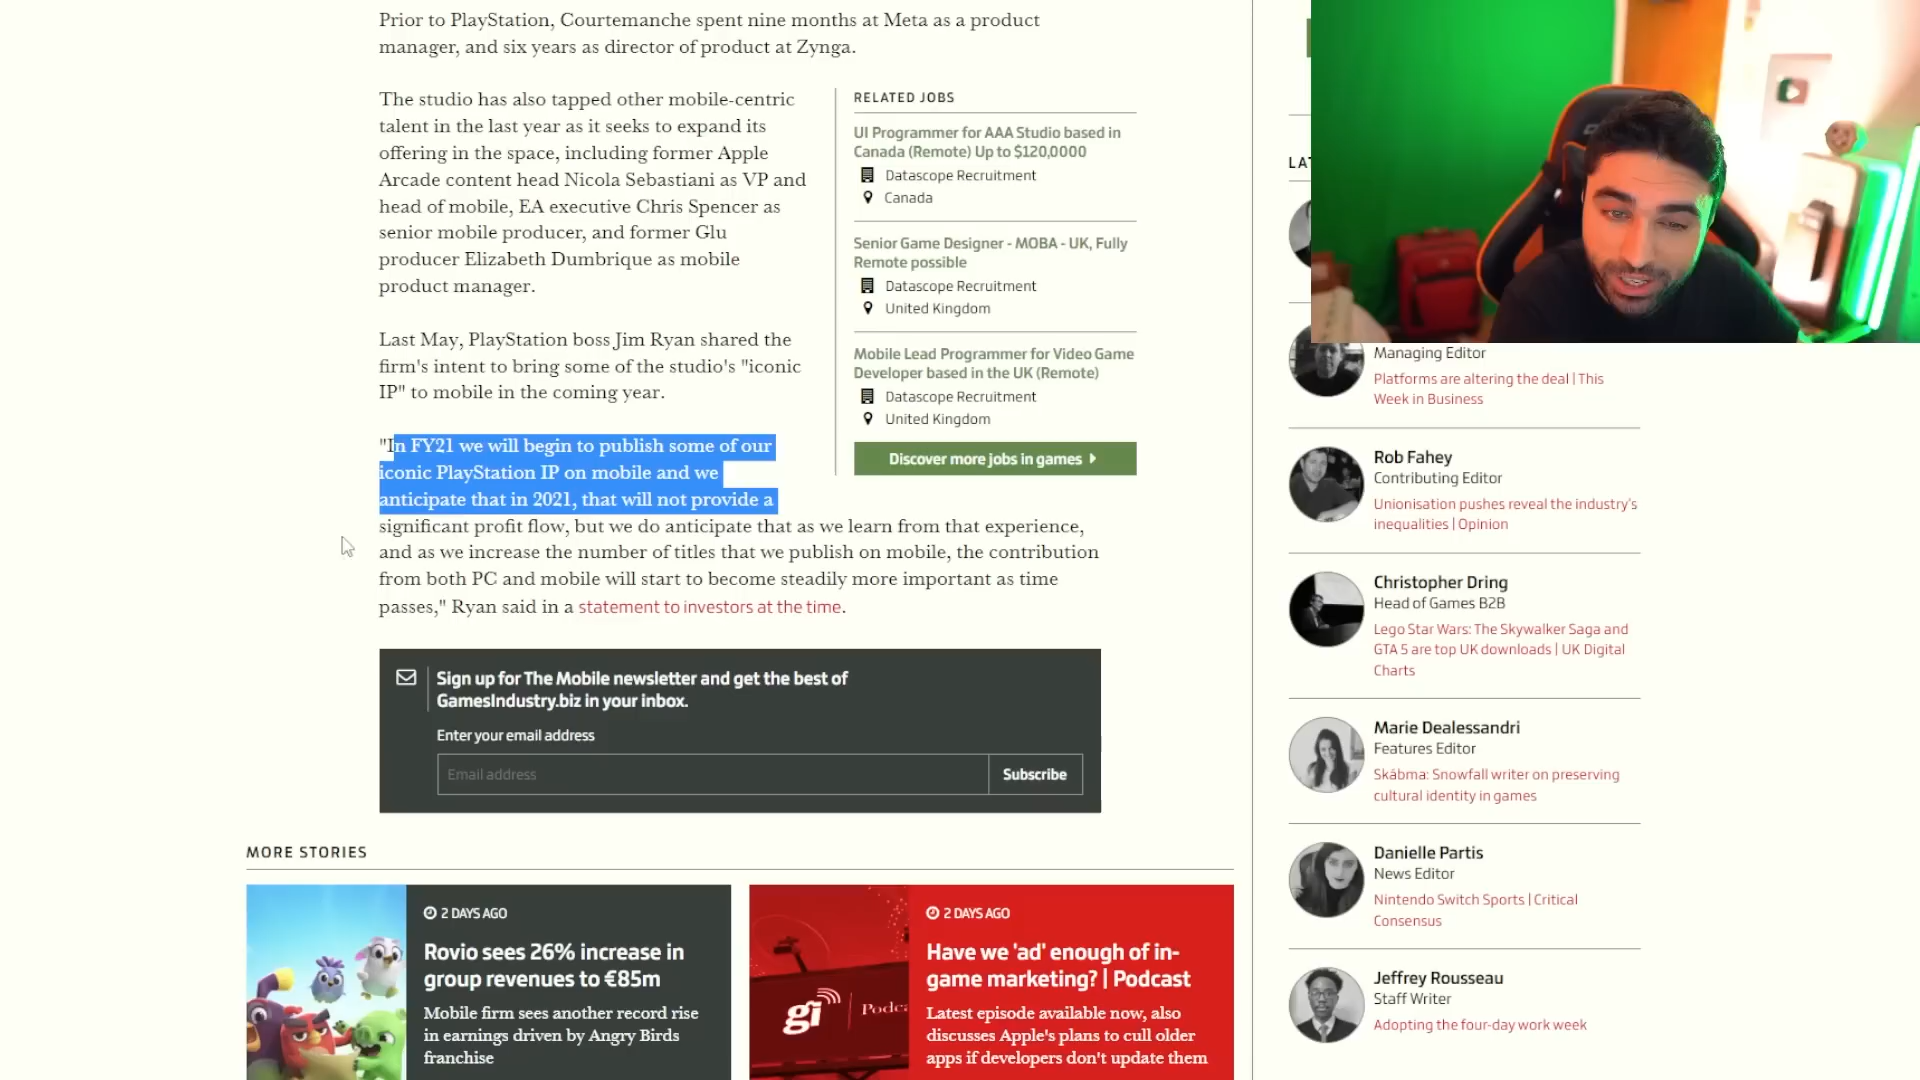 Prior to PlayStation, Courtemanche spent nine months at Meta as a product
manager, and six years as director of product at Zynga.
The studio has also tapped other mobile-centric
talent in the last year as it seeks to expand its
offering in the space, including former Apple
Arcade content head Nicola Sebastiani as VP and
head of mobile, EA executive Chris Spencer as
senior mobile producer, and former Glu
producer Elizabeth Dumbrique as mobile
product manager.
Last May, PlayStation boss Jim Ryan shared the
firm's intent to bring some of the studio's "iconic
IP" to mobile in the coming year.
"In FY21 we will begin to publish some of our
iconic PlayStation IP on mobile and we
anticipate that in 2021, that will not provide a
significant profit flow, but we do anticipate that as we learn from that experience,
and as we increase the number of titles that we publish on mobile, the contribution
from both PC and mobile will start to become steadily more important as time
passes," Ryan said in a statement to investors at the time.
RELATED JOBS
UI Programmer for AAA Studio based in
Canada (Remote) Up to $120,0000
Datascope Recruitment
Canada
Senior Game Designer - MOBA - UK, Fully
Remote possible
Datascope Recruitment
United Kingdom
Mobile Lead Programmer for Video Game
Developer based in the UK (Remote)
Datascope Recruitment
United Kingdom
Discover more jobs in games
Sign up for The Mobile newsletter and get the best of
GamesIndustry.biz in your inbox.
Enter your email address
Email address
Subscribe
MORE STORIES
2 DAYS AGO
Rovio sees 26% increase in
group revenues to €85m
Mobile firm sees another record rise
in earnings driven by Angry Birds
franchise
gi
2 DAYS AGO
Have we 'ad' enough of in-
game marketing? | Podcast
Latest episode available now, also
discusses Apple's plans to cull older
apps if developers don't update them
Managing Editor
Platforms are altering the deal | This
Week in Business
Rob Fahey
Contributing Editor
Unionisation pushes reveal the industry's
inequalities | Opinion
Christopher Dring
Head of Games B2B
Lego Star Wars: The Skywalker Saga and
GTA 5 are top UK downloads | UK Digital
Charts
Marie Dealessandri
Features Editor
Skábma: Snowfall writer on preserving
cultural identity in games
Danielle Partis
News Editor
Nintendo Switch Sports | Critical
Consensus
Jeffrey Rousseau
Staff Writer
Adopting the four-day work week